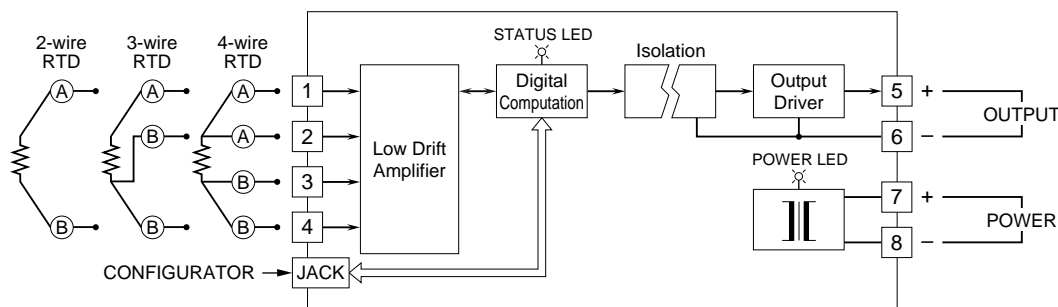 2-wire RTD
3-wire RTD
4-wire RTD
A
B
A
B
B
A
A
B
B
1
2
3
4
Low Drift
Amplifier
STATUS LED
Digital
Computation
Isolation
Output
Driver
5
+
6
–
OUTPUT
POWER LED
7
+
8
–
POWER
CONFIGURATOR
JACK